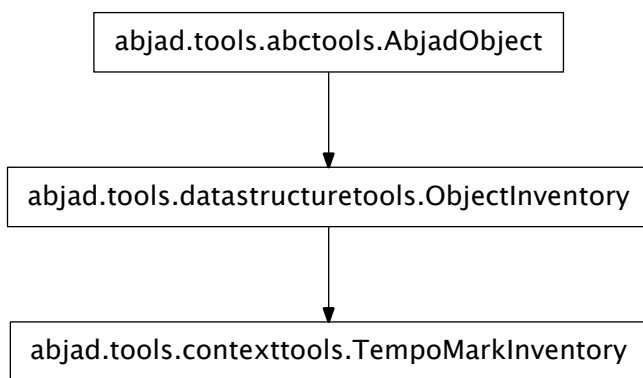 abjad.tools.abctools.AbjadObject
abjad.tools.datastructuretools.ObjectInventory
abjad.tools.contexttools.TempoMarkInventory